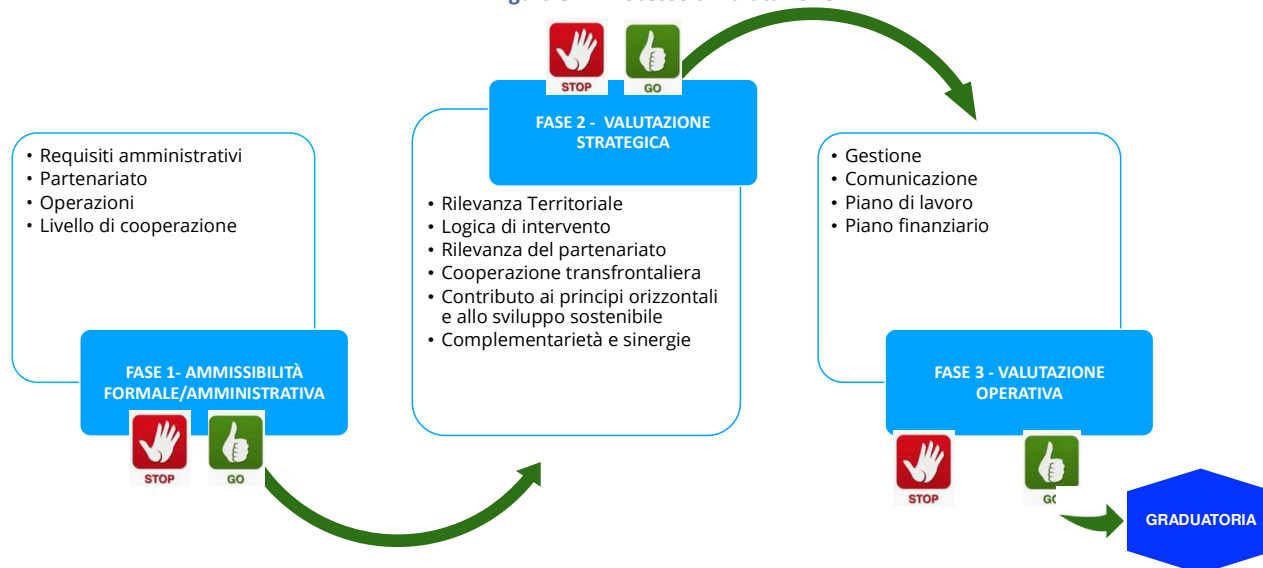 • Requisiti amministrativi
• Partenariato
• Operazioni
• Livello di cooperazione
FASE 1- AMMISSIBILITÀ
FORMALE/AMMINISTRATIVA
STOP
GO
STOP
GO
FASE 2 - VALUTAZIONE
STRATEGICA
• Rilevanza Territoriale
• Logica di intervento
• Rilevanza del partenariato
• Cooperazione transfrontaliera
• Contributo ai principi orizzontali
e allo sviluppo sostenibile
• Complementarietà e sinergie
• Gestione
• Comunicazione
• Piano di lavoro
• Piano finanziario
FASE 3 - VALUTAZIONE
OPERATIVA
STOP
GRADUATORIA